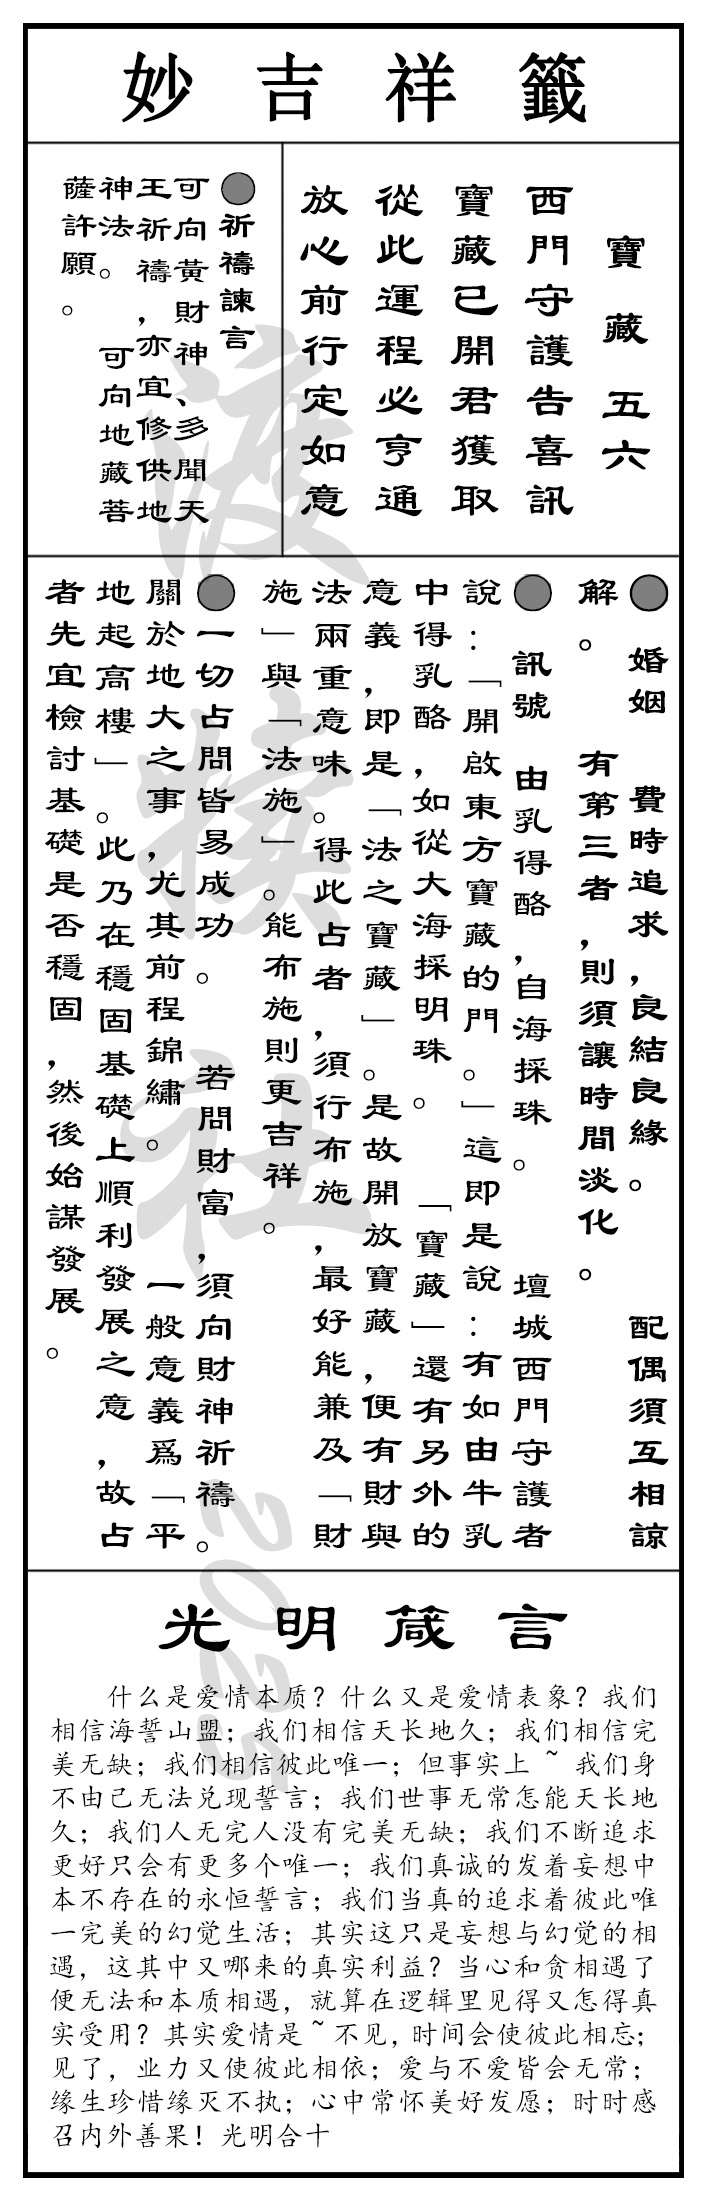 妙吉祥籤
寶藏 五六
西門守護告喜訊
寶藏已開君獲取
從此運程必亨通
放心前行定如意
●祈禱諫言
可向黃財神、多聞天
王祈禱，亦宜修供地
神法。 可向地藏菩
薩許願。
● 婚姻 費時追求，良結良緣。 配偶須互相諒
解。 有第三者，則須讓時間淡化。
● 訊號 由乳得酪，自海採珠。 壇城西門守護者
說：「開啟東方寶藏的門。」這即是說：有如由牛乳
中得乳酪，如從大海採明珠。 「寶藏」還有另外的
意義，即是「法之寶藏」。是故開放寶藏，便有財與
法兩重意味。得此占者，須行布施，最好能兼及「財
施」與「法施」。能布施則更吉祥。
●一切占問皆易成功。 若問財富，須向財神祈禱。
關於地大之事，尤其前程錦繡。 一般意義爲「平
地起高樓」。此乃在穩固基礎上順利發展之意，故占
者先宜檢討基礎是否穩固，然後始謀發展。
光明箴言
什么是爱情本质？什么又是爱情表象？我们
相信海誓山盟；我们相信天长地久；我们相信完
美无缺；我们相信彼此唯一；但事实上 ~ 我们身
不由己无法兑现誓言；我们世事无常怎能天长地
久；我们人无完人没有完美无缺；我们不断追求
更好只会有更多个唯一；我们真诚的发着妄想中
本不存在的永恒誓言；我们当真的追求着彼此唯
一完美的幻觉生活；其实这只是妄想与幻觉的相
遇，这其中又哪来的真实利益？当心和贪相遇了
便无法和本质相遇，就算在逻辑里见得又怎得真
实受用？其实爱情是 ~ 不见，时间会使彼此相忘；
见了，业力又使彼此相依；爱与不爱皆会无常；
缘生珍惜缘灭不执；心中常怀美好发愿；时时感
召内外善果！光明合十
渡
社
2025